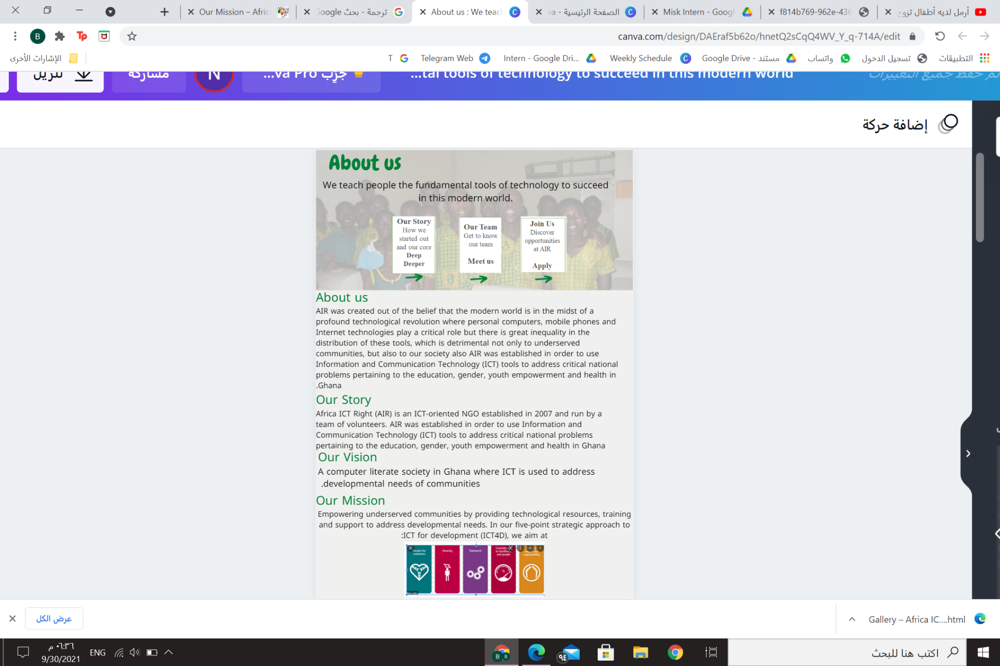 Our Mission – Afric
ترجمة - بحث Google
About us : We teac
الصفحة الرئيسية - va
Misk Intern - Googl
f814b769-962e-436
أرمل لديه أطفال تزوج
B
canva.com/design/DAEraf5b62o/hnetQ2sCqQ4WV_Y_q-714A/edit
التطبيقات
تسجيل الدخول
واتساب
مستند - Google Drive
Weekly Schedule
Intern - Google Dri...
Telegram Web
T
الإشارات الأخرى
تم حفظ جميع التغييرات
...tal tools of technology to succeed in this modern world
جرّب va Pro...
N
مشاركة
تنزيل
إضافة حركة
About us
We teach people the fundamental tools of technology to succeed
in this modern world.
Our Story
How we
started out
and our core
Deep
Deeper
Our Team
Get to know
our team
Meet us
Join Us
Discover
opportunities
at AIR
Apply
About us
AIR was created out of the belief that the modern world is in the midst of a
profound technological revolution where personal computers, mobile phones and
Internet technologies play a critical role but there is great inequality in the
distribution of these tools, which is detrimental not only to underserved
communities, but also to our society also AIR was established in order to use
Information and Communication Technology (ICT) tools to address critical national
problems pertaining to the education, gender, youth empowerment and health in
.Ghana
Our Story
Africa ICT Right (AIR) is an ICT-oriented NGO established in 2007 and run by a
team of volunteers. AIR was established in order to use Information and
Communication Technology (ICT) tools to address critical national problems
pertaining to the education, gender, youth empowerment and health in Ghana
Our Vision
A computer literate society in Ghana where ICT is used to address
.developmental needs of communities
Our Mission
Empowering underserved communities by providing technological resources, training
and support to address developmental needs. In our five-point strategic approach to
:ICT for development (ICT4D), we aim at
customers
Honesty
Teamwork
to excellence
and people
responsibility
عرض الكل
Gallery – Africa IC....html
٠٦:٣٦ م
9/30/2021
ENG
٩٤
اكتب هنا للبحث